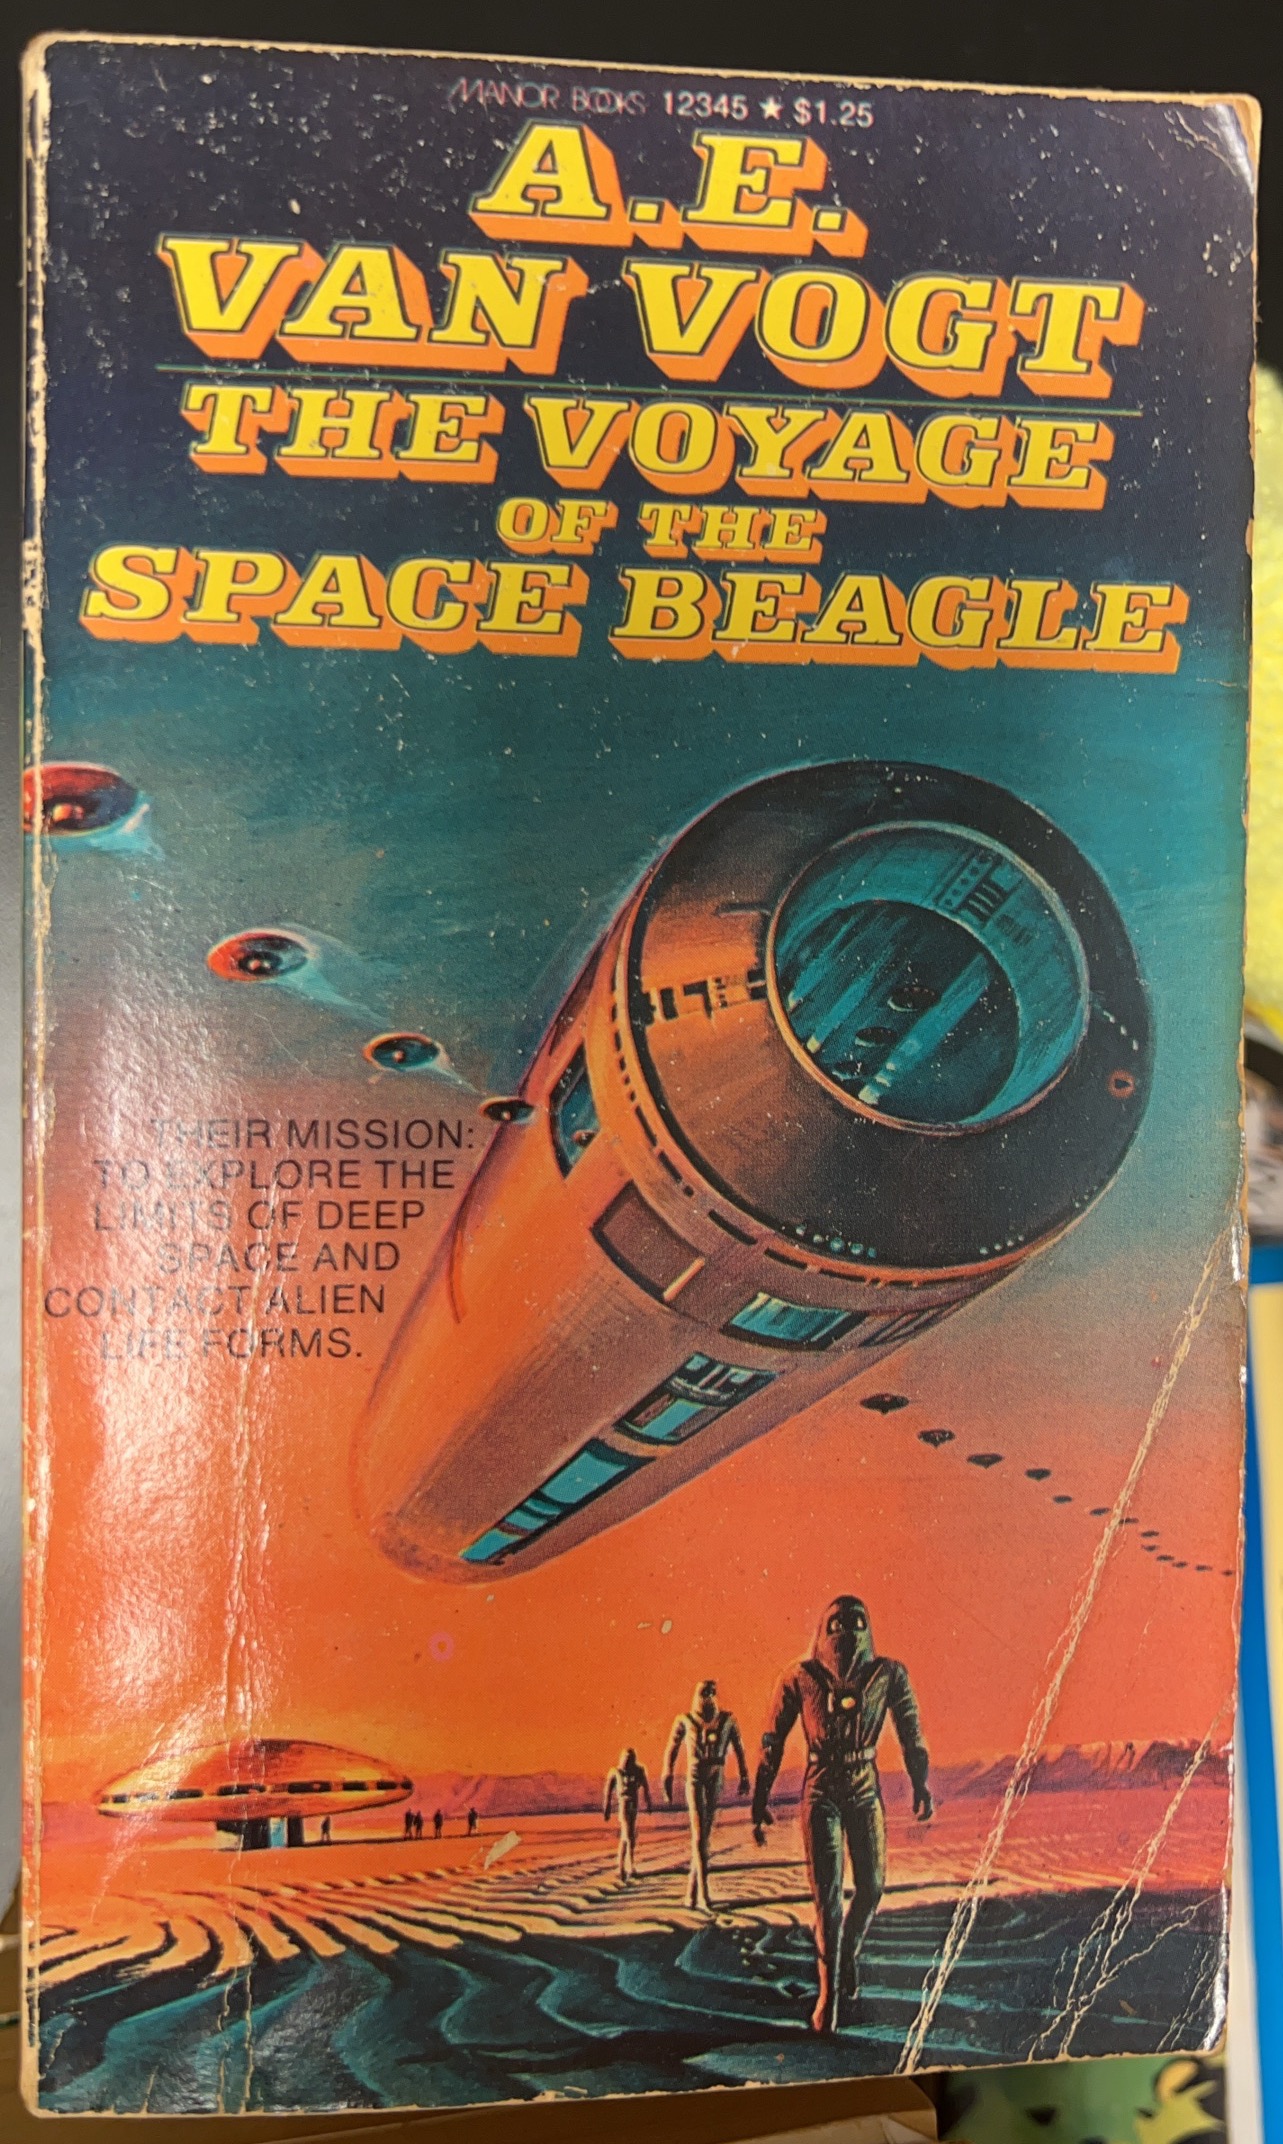 MANOR BOOKS 12345 ★ $1.25
A.E.
VAN VOGT
THE VOYAGE
OF THE
SPACE BEAGLE
THEIR MISSION:
TO EXPLORE THE
LIMITS OF DEEP
SPACE AND
CONTACT ALIEN
LIFE FORMS.